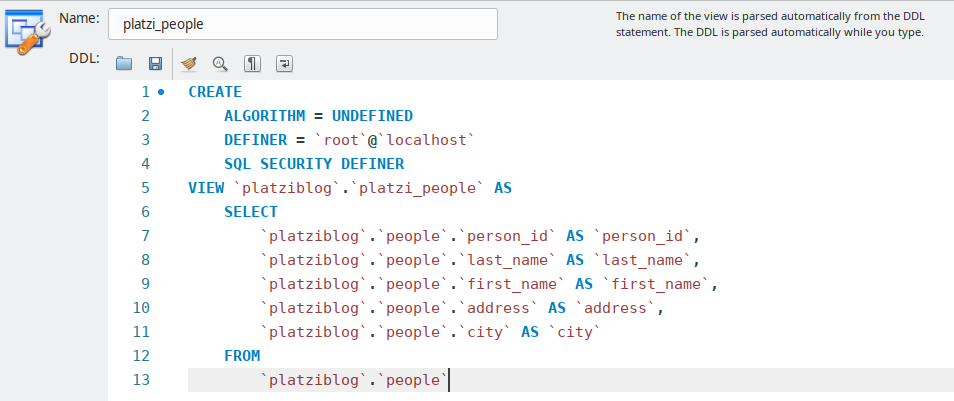 Name: platzi_people
The name of the view is parsed automatically from the DDL
statement. The DDL is parsed automatically while you type.
DDL:
1 CREATE
2 ALGORITHM = UNDEFINED
3 DEFINER = `root`@`localhost`
4 SQL SECURITY DEFINER
5 VIEW `platziblog`.`platzi_people` AS
6 SELECT
7 `platziblog`.`people`.`person_id` AS `person_id`,
8 `platziblog`.`people`.`last_name` AS `last_name`,
9 `platziblog`.`people`.`first_name` AS `first_name`,
10 `platziblog`.`people`.`address` AS `address`,
11 `platziblog`.`people`.`city` AS `city`
12 FROM
13 `platziblog`.`people`